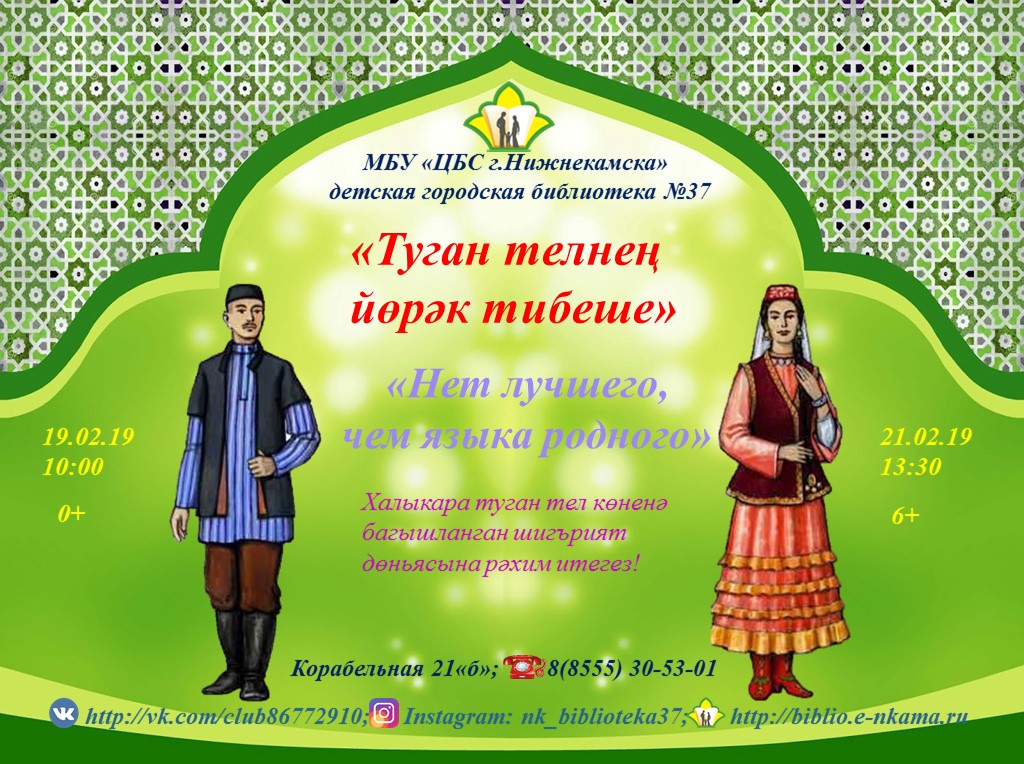 МБУ «ЦБС г.Нижнекамска»
детская городская библиотека №37
«Туган телнең
йөрәк тибеше»
«Нет лучшего,
чем языка родного»
19.02.19
10:00
0+
21.02.19
13:30
6+
Халыкара туган тел көненә
багышланган шигърият
дөньясына рәхим итегез!
Корабельная 21«б»; 8(8555) 30-53-01
http://vk.com/club86772910; Instagram: nk_biblioteka37; http://biblio.e-nkama.ru